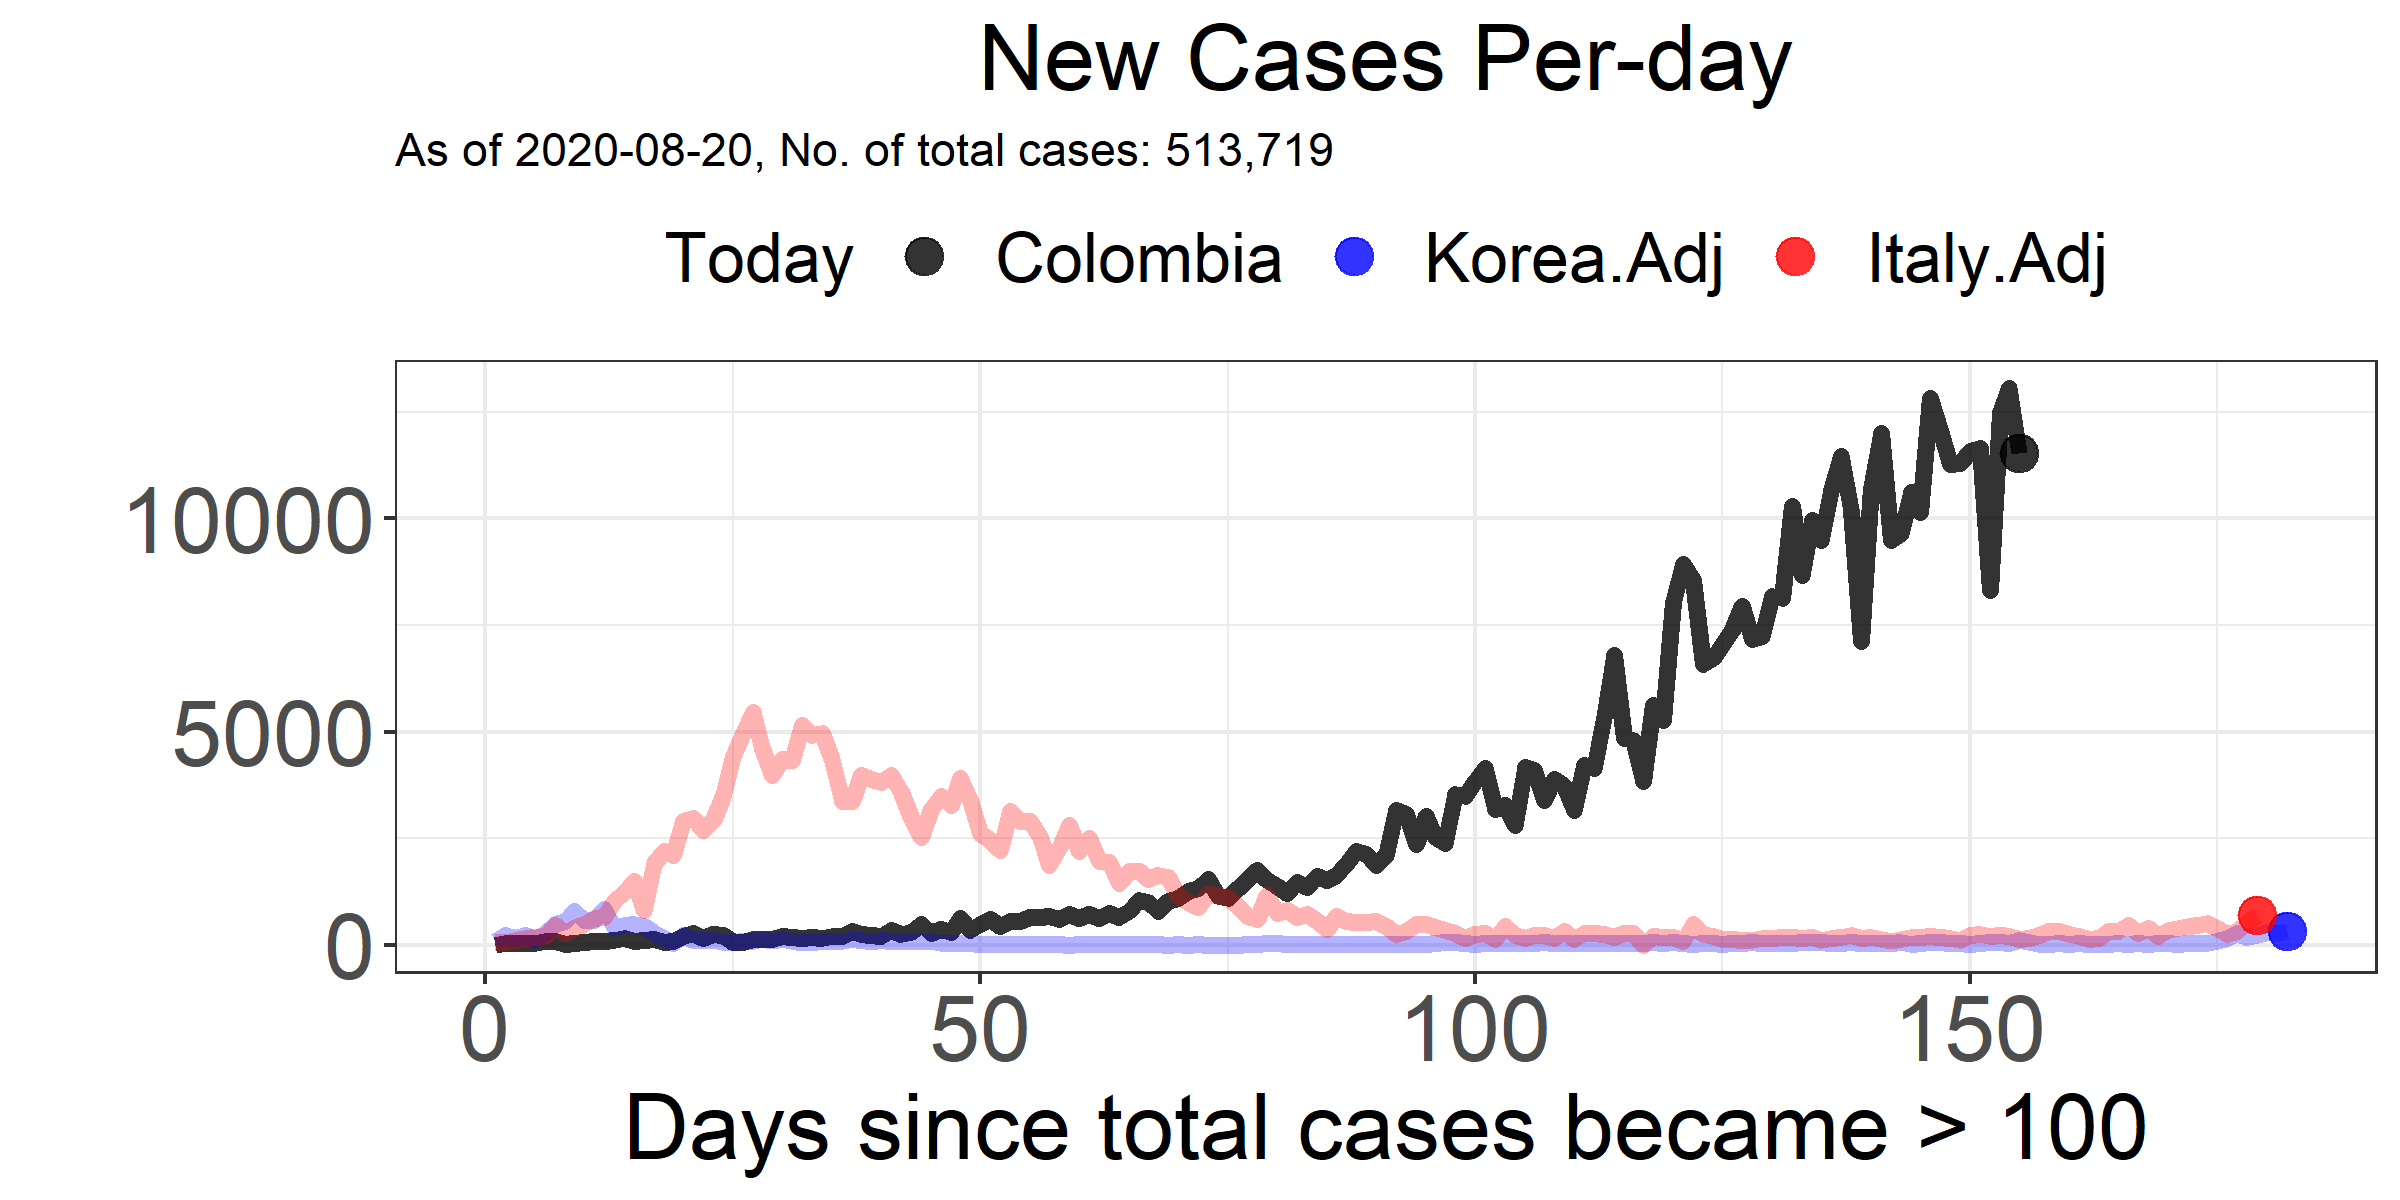 New Cases Per-day
As of 2020-08-20, No. of total cases: 513,719
Today Colombia Korea.Adj Italy.Adj
10000
5000
0
0 50 100 150
Days since total cases became > 100